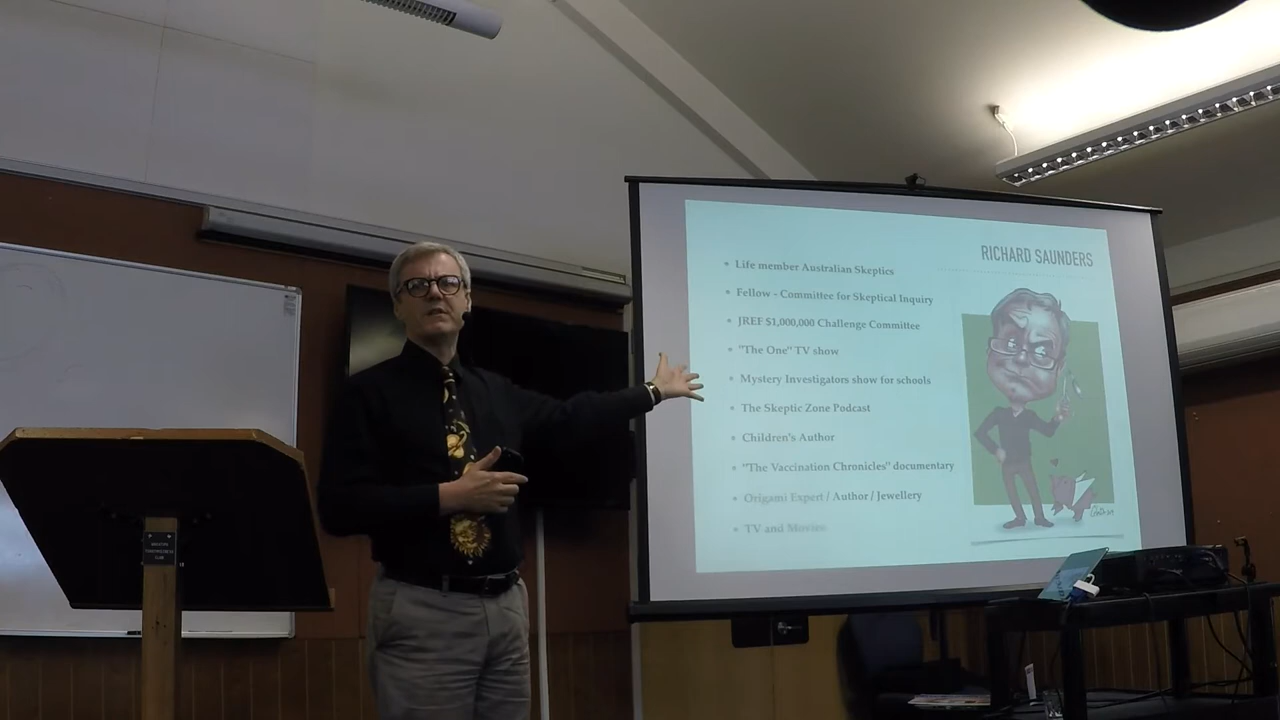 RICHARD SAUNDERS
Life member Australian Skeptics
Fellow - Committee for Skeptical Inquiry
JREF $1,000,000 Challenge Committee
"The One" TV show
Mystery Investigators show for schools
The Skeptic Zone Podcast
Children's Author
"The Vaccination Chronicles" documentary
Origami Expert / Author / Jewellery
TV and Movies